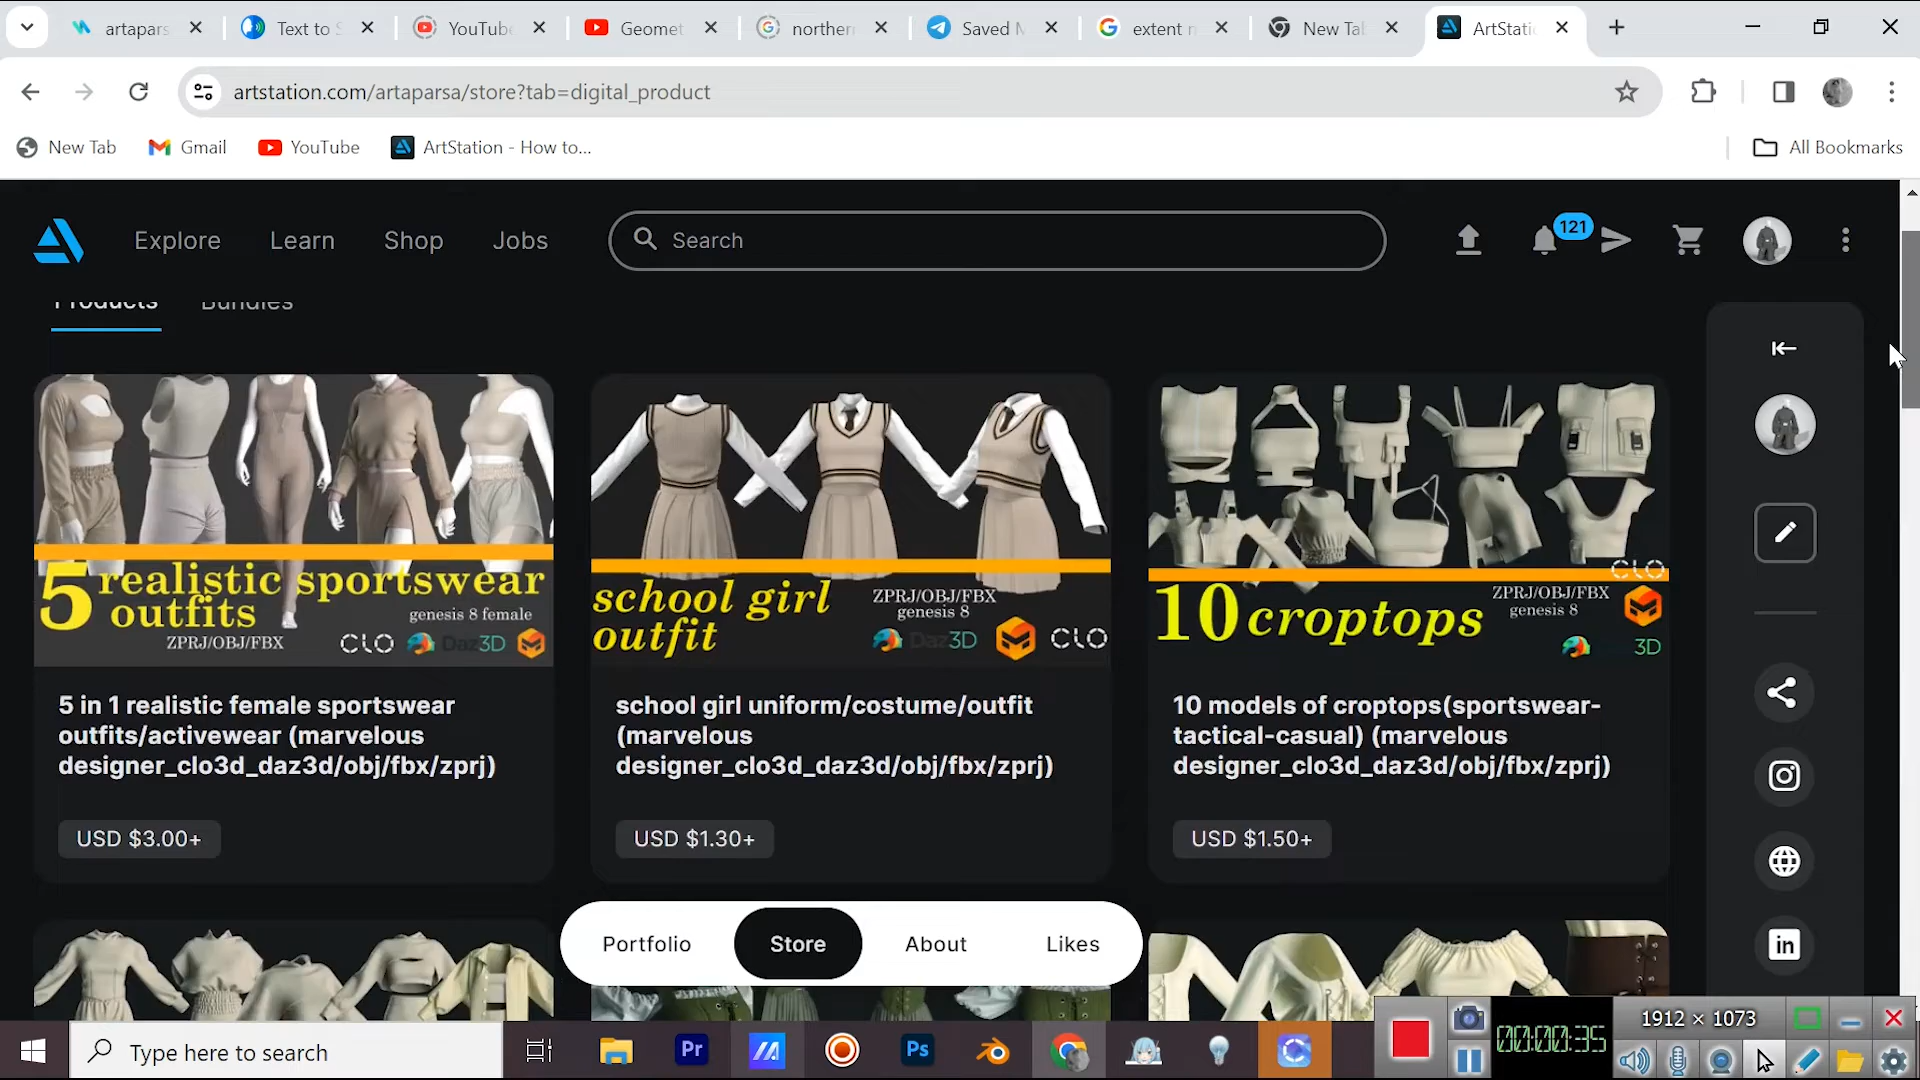 artapars
Text to S
YouTube
Geomet
northern
Saved M
extent m
New Tab
ArtStatio
artstation.com/artaparsa/store?tab=digital_product
New Tab
Gmail
YouTube
ArtStation - How to...
All Bookmarks
Explore
Learn
Shop
Jobs
Search
121
Products
Bundles
5 realistic sportswear
outfits
genesis 8 female
ZPRJ/OBJ/FBX
CLO
Daz3D
school girl
outfit
ZPRJ/OBJ/FBX
genesis 8
Daz3D
CLO
10 croptops
CLO
ZPRJ/OBJ/FBX
genesis 8
3D
5 in 1 realistic female sportswear
outfits/activewear (marvelous
designer_clo3d_daz3d/obj/fbx/zprj)
USD $3.00+
school girl uniform/costume/outfit
(marvelous
designer_clo3d_daz3d/obj/fbx/zprj)
USD $1.30+
10 models of croptops(sportswear-
tactical-casual) (marvelous
designer_clo3d_daz3d/obj/fbx/zprj)
USD $1.50+
Portfolio
Store
About
Likes
in
Type here to search
Pr
Ps
00:00:35
1912 × 1073